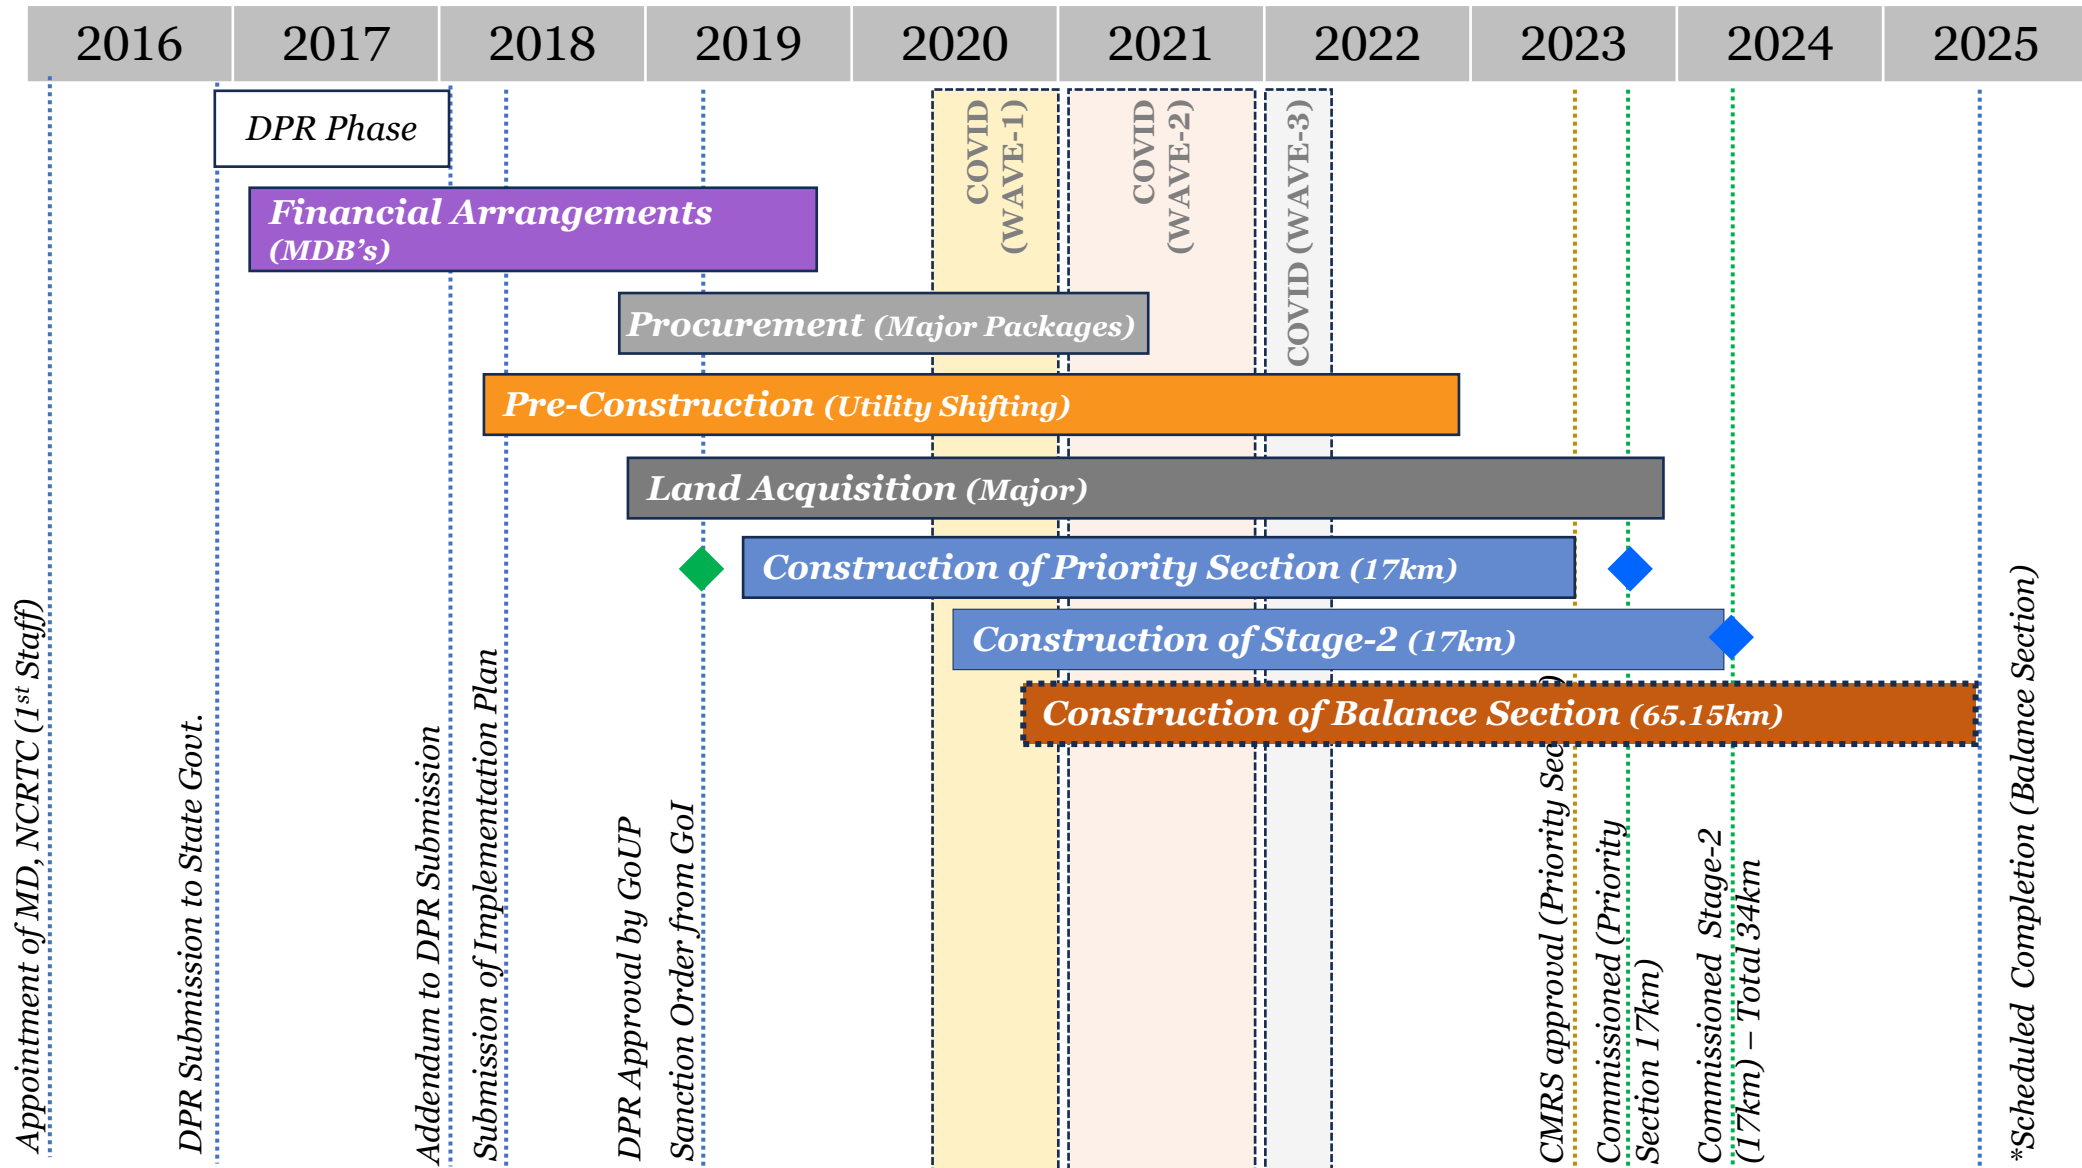 2016 2017 2018 2019 2020 2021 2022 2023 2024 2025
DPR Phase
COVID
(WAVE-1)
COVID
(WAVE-2)
COVID (WAVE-3)
Financial Arrangements
(MDB's)
Procurement (Major Packages)
Pre-Construction (Utility Shifting)
Land Acquisition (Major)
Construction of Priority Section (17km)
Construction of Stage-2 (17km)
Construction of Balance Section (65.15km)
Appointment of MD, NCRTC (1st Staff)
DPR Submission to State Govt.
Addendum to DPR Submission
Submission of Implementation Plan
DPR Approval by GoUP
Sanction Order from GoI
CMRS approval (Priority Sec )
Commissioned (Priority
Section 17km)
Commissioned Stage-2
(17km) – Total 34km
*Scheduled Completion (Balance Section)